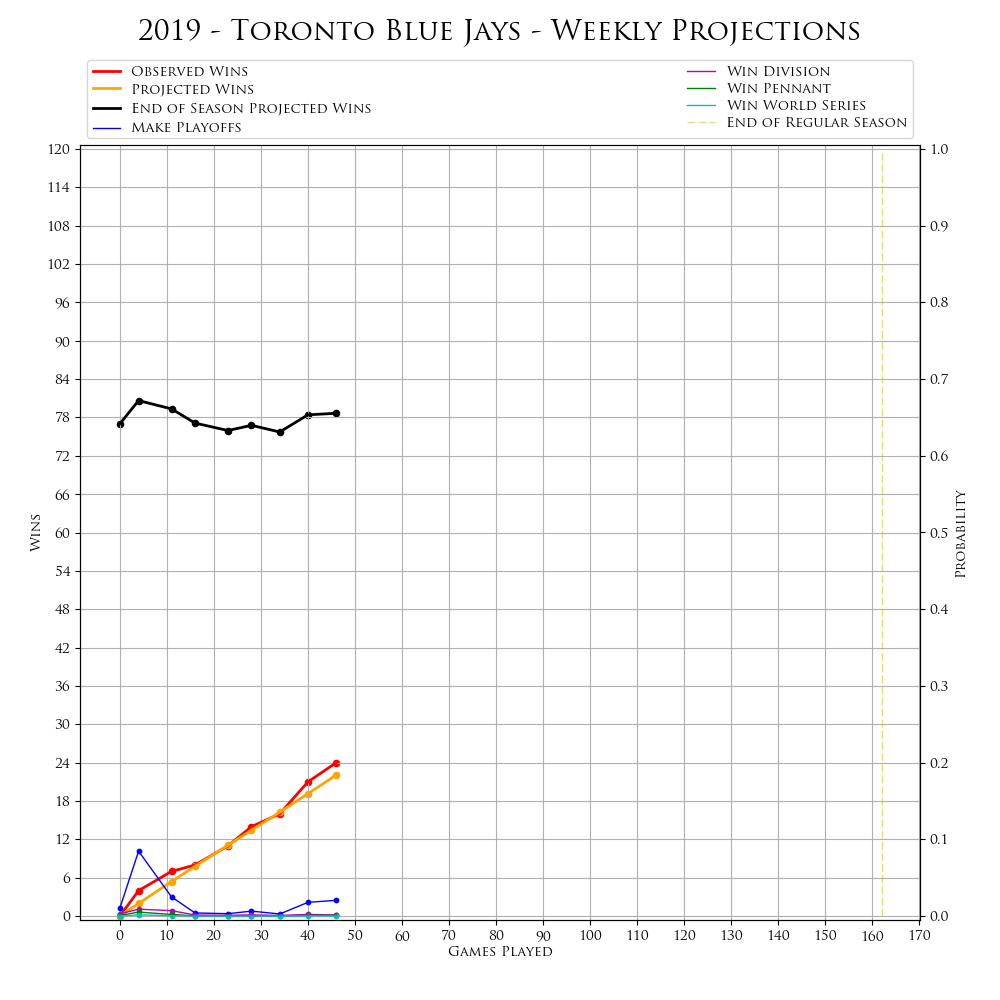 2019 - Toronto Blue Jays - Weekly Projections
Observed Wins
Projected Wins
End of Season Projected Wins
Make Playoffs
Win Division
Win Pennant
Win World Series
End of Regular Season
120
114
108
102
96
90
84
78
72
66
60
54
48
42
36
30
24
18
12
6
0
Wins
1.0
0.9
0.8
0.7
0.6
0.5
0.4
0.3
0.2
0.1
0.0
Probability
0 10 20 30 40 50 60 70 80 90 100 110 120 130 140 150 160 170
Games Played